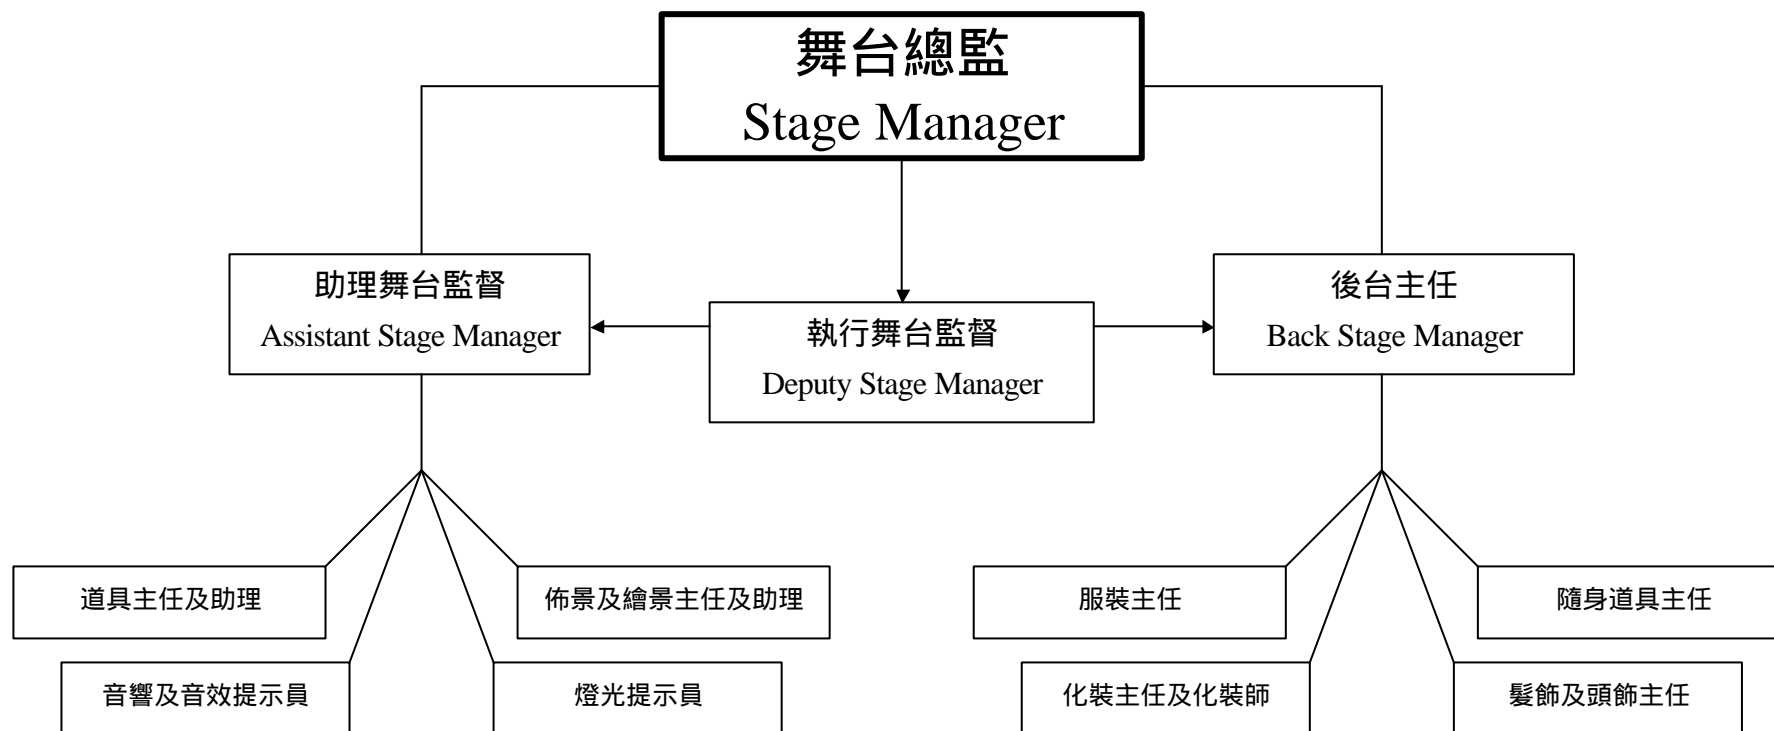 舞台總監
Stage Manager
助理舞台監督
Assistant Stage Manager
執行舞台監督
Deputy Stage Manager
後台主任
Back Stage Manager
道具主任及助理
佈景及繪景主任及助理
服裝主任
隨身道具主任
音響及音效提示員
燈光提示員
化裝主任及化裝師
髮飾及頭飾主任